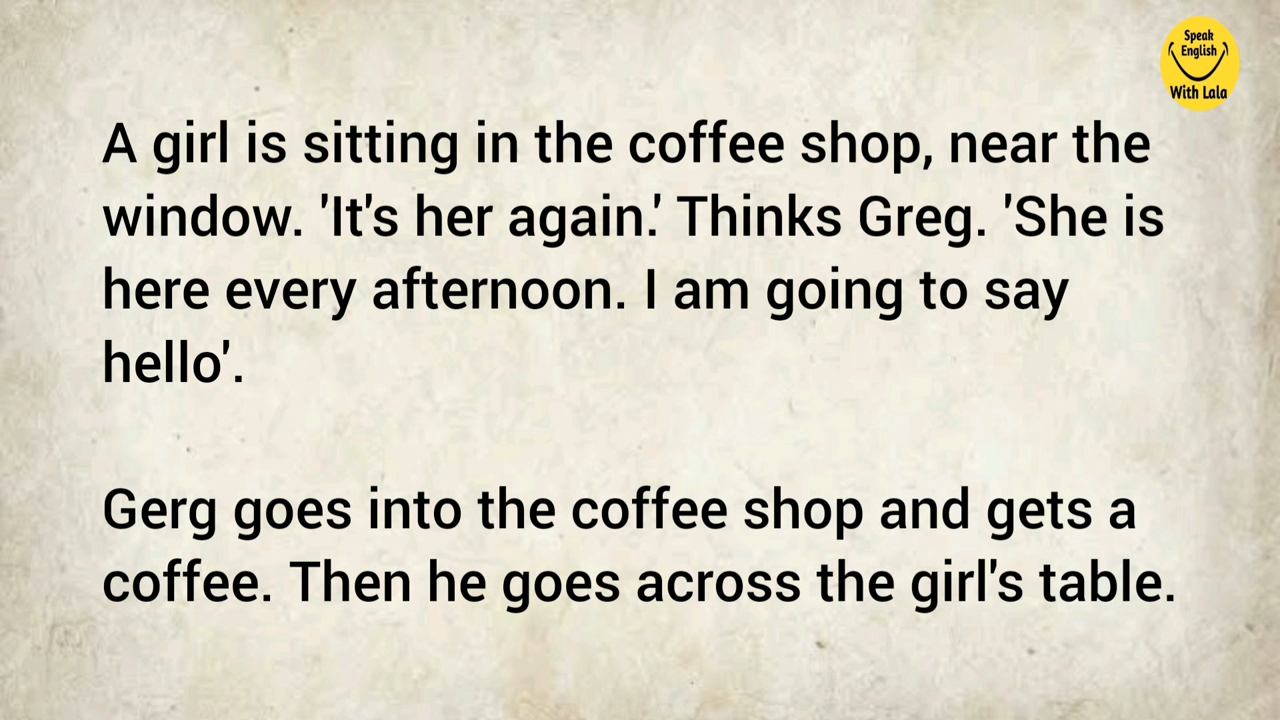 Speak
English
With Lala
A girl is sitting in the coffee shop, near the
window. 'It's her again.' Thinks Greg. 'She is
here every afternoon. I am going to say
hello'.
Gerg goes into the coffee shop and gets a
coffee. Then he goes across the girl's table.